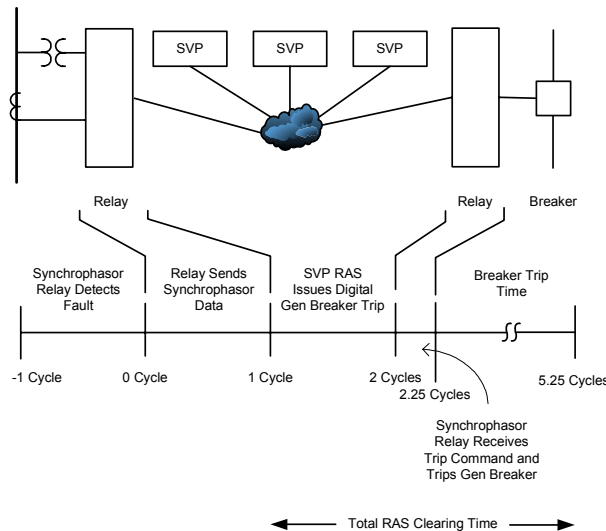 SVP
SVP
SVP
Relay
Relay
Breaker
Synchrophasor
Relay Detects
Fault
Relay Sends
Synchrophasor
Data
SVP RAS
Issues Digital
Gen Breaker Trip
Breaker Trip
Time
-1 Cycle
0 Cycle
1 Cycle
2 Cycles
2.25 Cycles
5.25 Cycles
Synchrophasor
Relay Receives
Trip Command and
Trips Gen Breaker
Total RAS Clearing Time